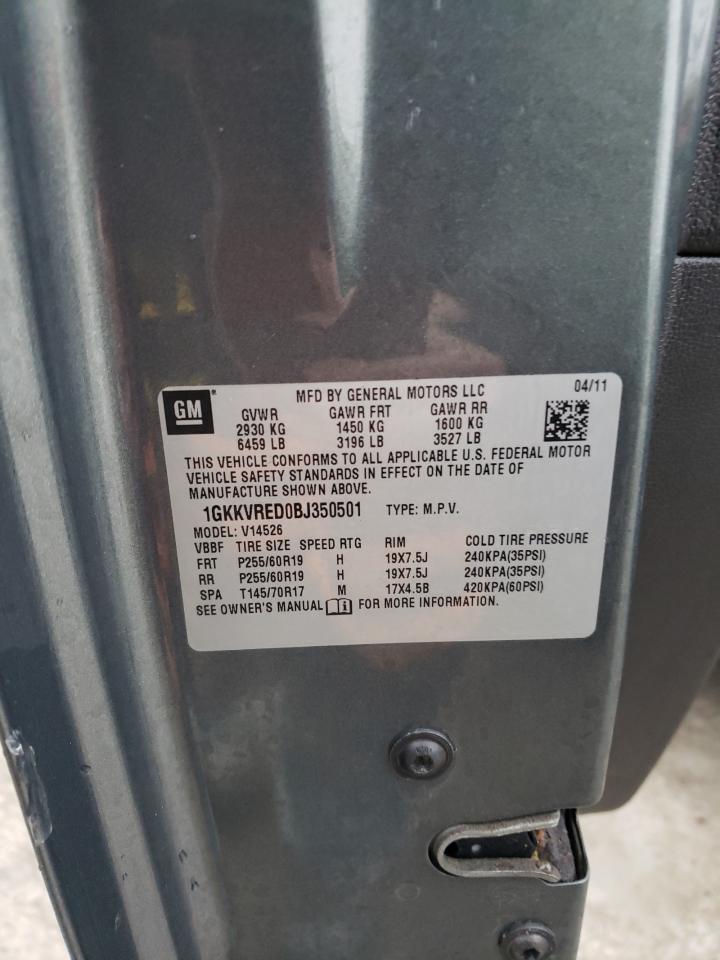 GM
MFD BY GENERAL MOTORS LLC 04/11
GVWR GAWR FRT GAWR RR
2930 KG 1450 KG 1600 KG
6459 LB 3196 LB 3527 LB
THIS VEHICLE CONFORMS TO ALL APPLICABLE U.S. FEDERAL MOTOR
VEHICLE SAFETY STANDARDS IN EFFECT ON THE DATE OF
MANUFACTURE SHOWN ABOVE.
1GKKVRED0BJ350501 TYPE: M.P.V.
MODEL: V14526
VBBF TIRE SIZE SPEED RTG RIM COLD TIRE PRESSURE
FRT P255/60R19 H 19X7.5J 240KPA(35PSI)
RR P255/60R19 H 19X7.5J 240KPA(35PSI)
SPA T145/70R17 M 17X4.5B 420KPA(60PSI)
SEE OWNER'S MANUAL FOR MORE INFORMATION.